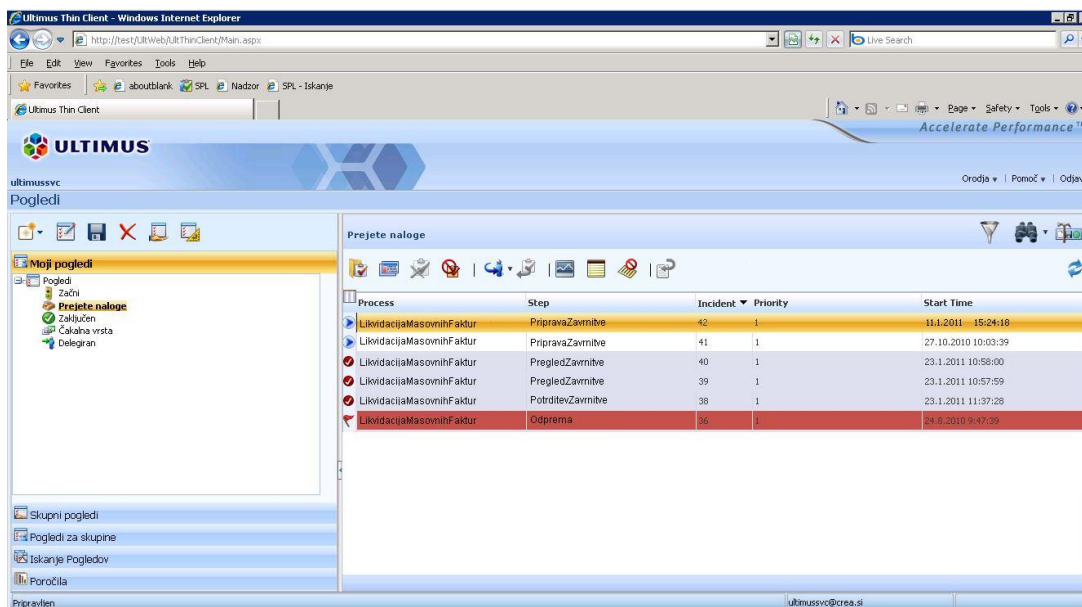 Ultimus Thin Client - Windows Internet Explorer
http://test/UltWeb/UltThinClient/Main.aspx
Live Search
File Edit View Favorites Tools Help
Favorites aboutblank SPL Nadzor SPL - Iskanje
Ultimus Thin Client
Page Safety Tools
Accelerate Performance™
ULTIMUS
ultimussvc
Orodja | Pomoč | Odjav
Pogledi
Prejete naloge
Moji pogledi
Pogledi
Začni
Prejete naloge
Zaključen
Čakalna vrsta
Delegiran
Process Step Incident Priority Start Time
LikvidacijaMasovnihFaktur PripravaZavrnitve 42 1 11.1.2011 15:24:18
LikvidacijaMasovnihFaktur PripravaZavrnitve 41 1 27.10.2010 10:03:39
LikvidacijaMasovnihFaktur PregledZavrnitve 40 1 23.1.2011 10:58:00
LikvidacijaMasovnihFaktur PregledZavrnitve 39 1 23.1.2011 10:57:59
LikvidacijaMasovnihFaktur PotrditevZavrnitve 38 1 23.1.2011 11:37:28
LikvidacijaMasovnihFaktur Odprema 36 1 24.8.2010 9:47:39
Skupni pogledi
Pogledi za skupine
Iskanje Pogledov
Poročila
Pripravljen
ultimussvc@crea.si